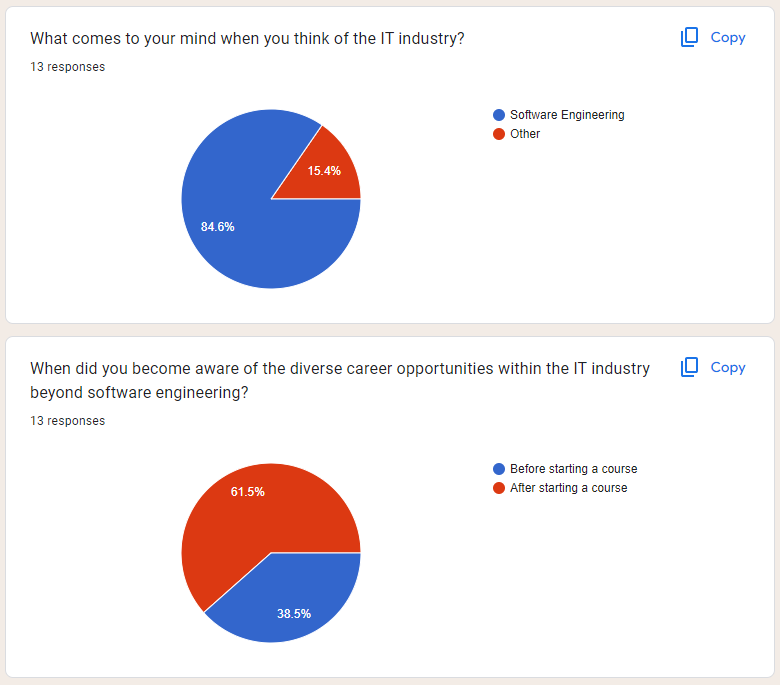 What comes to your mind when you think of the IT industry?
Copy
13 responses
Software Engineering
Other
15.4%
84.6%
When did you become aware of the diverse career opportunities within the IT industry
beyond software engineering?
Copy
13 responses
Before starting a course
After starting a course
61.5%
38.5%